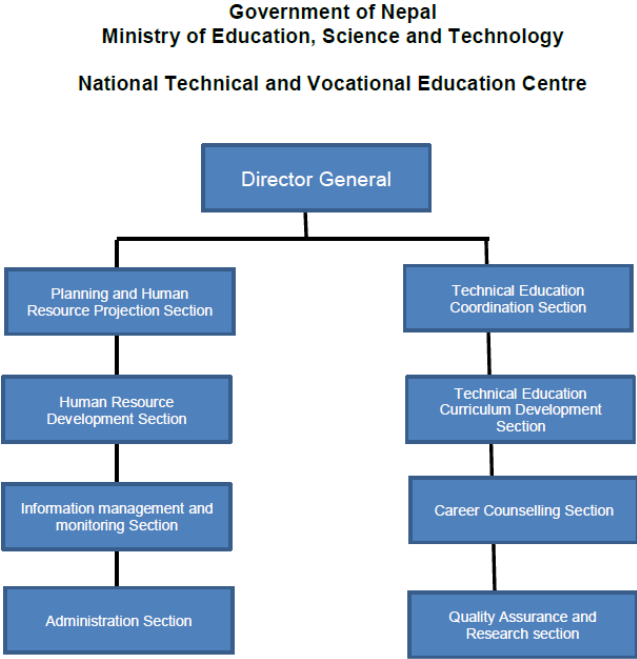 Government of Nepal
Ministry of Education, Science and Technology
National Technical and Vocational Education Centre
Director General
Planning and Human
Resource Projection Section
Human Resource
Development Section
Information management and
monitoring Section
Administration Section
Technical Education
Coordination Section
Technical Education
Curriculum Development
Section
Career Counselling Section
Quality Assurance and
Research section